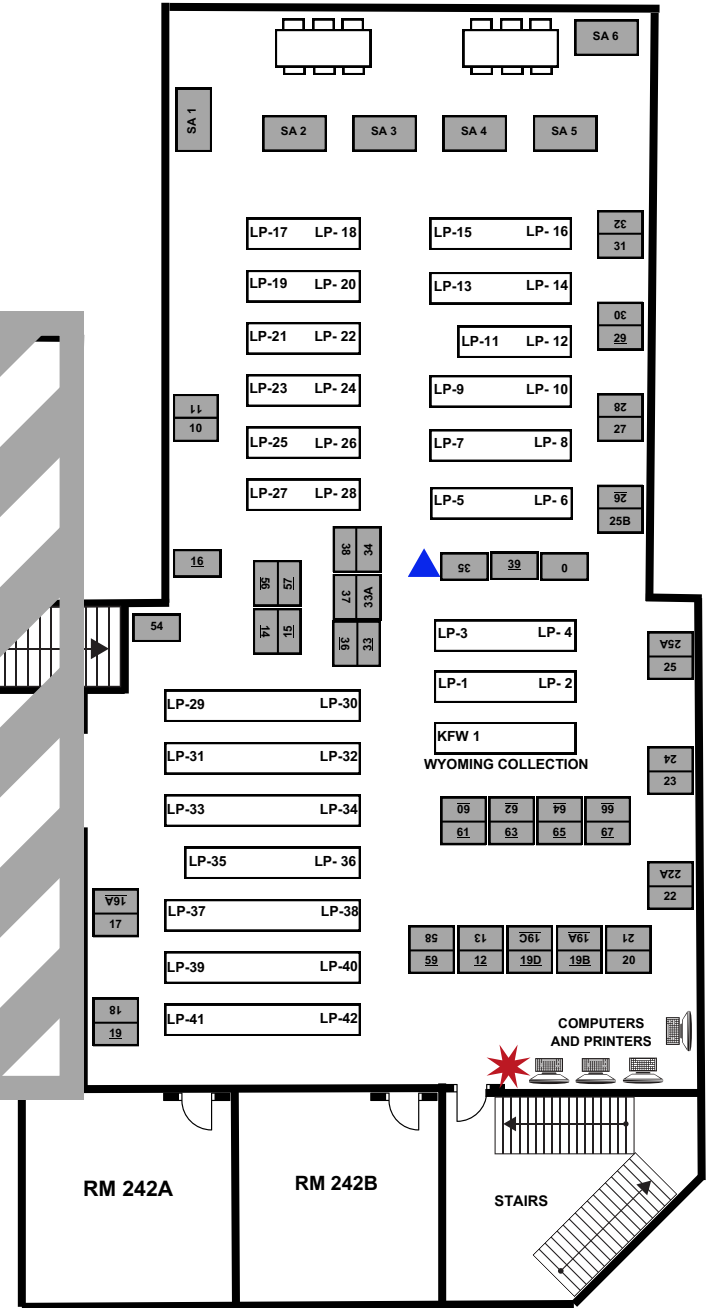 SA 6
SA 1
SA 2 SA 3 SA 4 SA 5
LP-17 LP- 18 LP-15 LP- 16
32
31
LP-19 LP- 20 LP-13 LP- 14
30
29
LP-21 LP- 22 LP-11 LP- 12
LP-23 LP- 24 LP-9 LP- 10
11
10
28
27
LP-25 LP- 26 LP-7 LP- 8
LP-27 LP- 28 LP-5 LP- 6
26
25B
38 34
16 35 39 0
56 57 37 33A
14 15 36 33
54 LP-3 LP- 4
25A
25
LP-1 LP- 2
LP-29 LP-30
KFW 1
WYOMING COLLECTION
LP-31 LP-32
24
23
LP-33 LP-34
60 62 64 66
61 63 65 67
LP-35 LP- 36
22A
22
16A
17
LP-37 LP-38
58 13 19C 19A 21
59 12 19D 19B 20
LP-39 LP-40
18
19
LP-41 LP-42
COMPUTERS
AND PRINTERS
RM 242A RM 242B
STAIRS